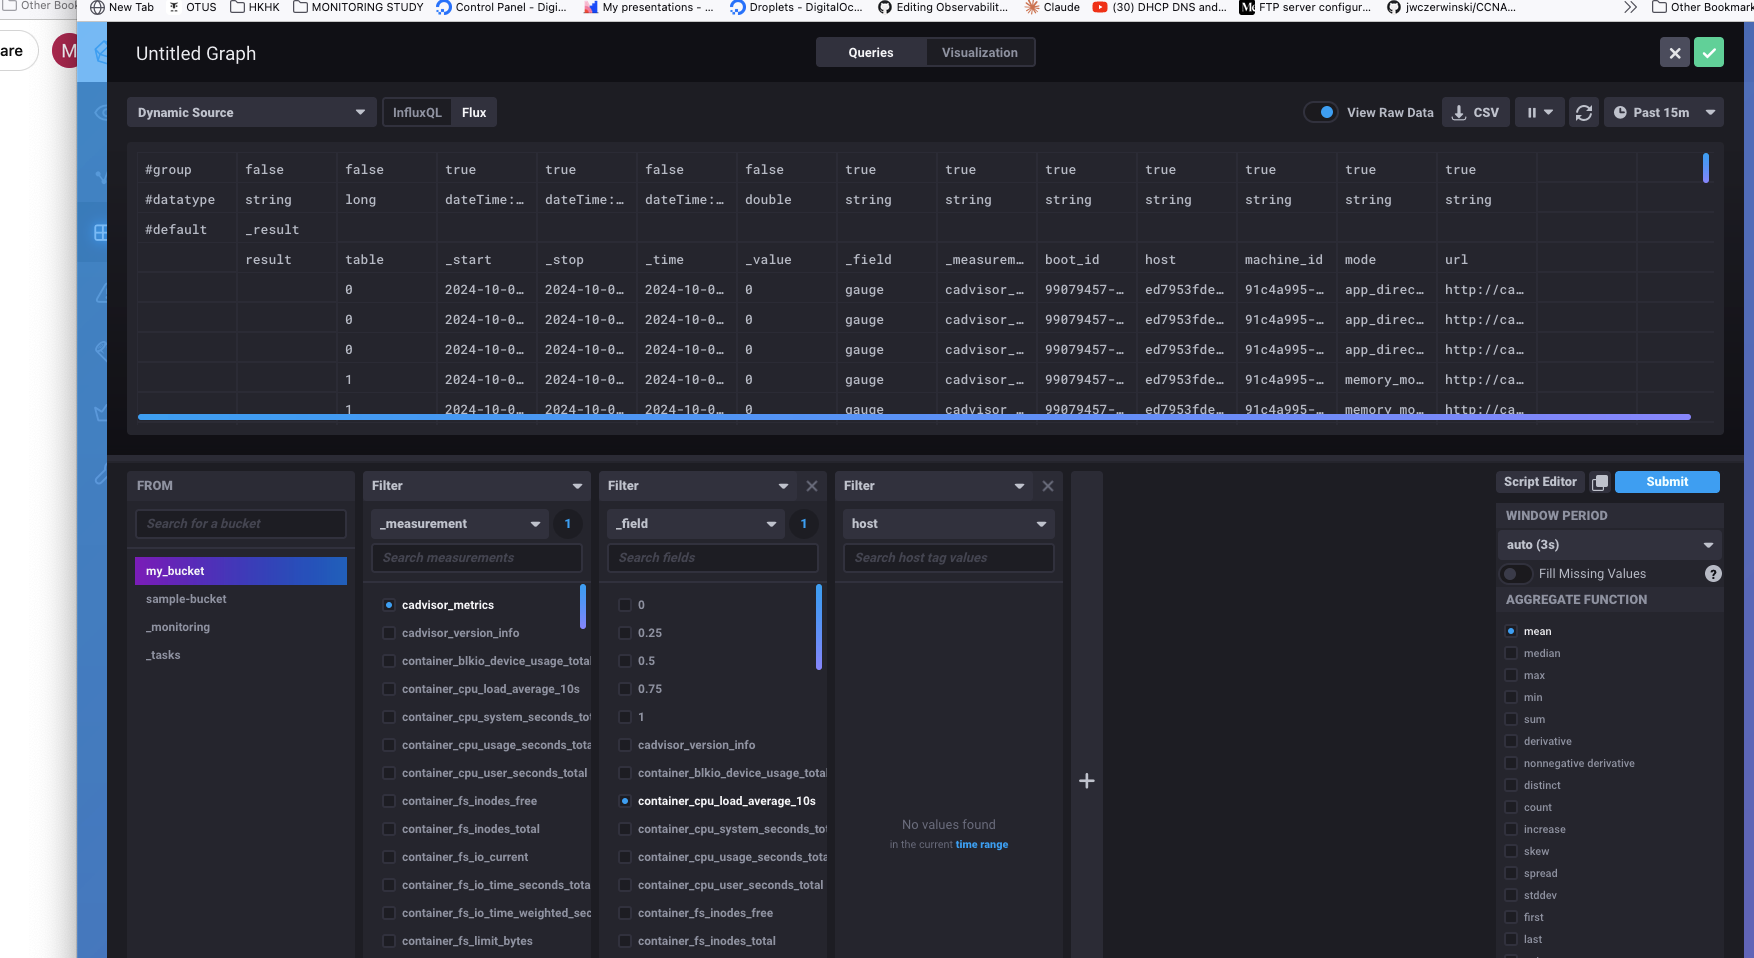 Other Book
New Tab
OTUS
HKHK
MONITORING STUDY
Control Panel - Digi...
My presentations - ...
Droplets - DigitalOc...
Editing Observabilit...
Claude
(30) DHCP DNS and...
FTP server configur...
jwczerwinski/CCNA...
Other Bookmark
are
M
Untitled Graph
Queries
Visualization
Dynamic Source
InfluxQL
Flux
View Raw Data
CSV
Past 15m
#group false false true true false false true true true true true true true
#datatype string long dateTime:… dateTime:… dateTime:… double string string string string string string string
#default _result
result table _start _stop _time _value _field _measurem… boot_id host machine_id mode url
0 2024-10-0… 2024-10-0… 2024-10-0… 0 gauge cadvisor_… 99079457-… ed7953fde… 91c4a995-… app_direc… http://ca…
0 2024-10-0… 2024-10-0… 2024-10-0… 0 gauge cadvisor_… 99079457-… ed7953fde… 91c4a995-… app_direc… http://ca…
0 2024-10-0… 2024-10-0… 2024-10-0… 0 gauge cadvisor_… 99079457-… ed7953fde… 91c4a995-… app_direc… http://ca…
1 2024-10-0… 2024-10-0… 2024-10-0… 0 gauge cadvisor_… 99079457-… ed7953fde… 91c4a995-… memory_mo… http://ca…
1 2024-10-0… 2024-10-0… 2024-10-0… 0 gauge cadvisor_… 99079457-… ed7953fde… 91c4a995-… memory_mo… http://ca…
FROM
Search for a bucket
my_bucket
sample-bucket
_monitoring
_tasks
Filter
_measurement
1
Search measurements
cadvisor_metrics
cadvisor_version_info
container_blkio_device_usage_total
container_cpu_load_average_10s
container_cpu_system_seconds_tot
container_cpu_usage_seconds_tota
container_cpu_user_seconds_total
container_fs_inodes_free
container_fs_inodes_total
container_fs_io_current
container_fs_io_time_seconds_tota
container_fs_io_time_weighted_sec
container_fs_limit_bytes
Filter
_field
1
Search fields
0
0.25
0.5
0.75
1
cadvisor_version_info
container_blkio_device_usage_total
container_cpu_load_average_10s
container_cpu_system_seconds_tot
container_cpu_usage_seconds_tota
container_cpu_user_seconds_total
container_fs_inodes_free
container_fs_inodes_total
Filter
host
Search host tag values
No values found
in the current time range
Script Editor
Submit
WINDOW PERIOD
auto (3s)
Fill Missing Values
?
AGGREGATE FUNCTION
mean
median
max
min
sum
derivative
nonnegative derivative
distinct
count
increase
skew
spread
stddev
first
last